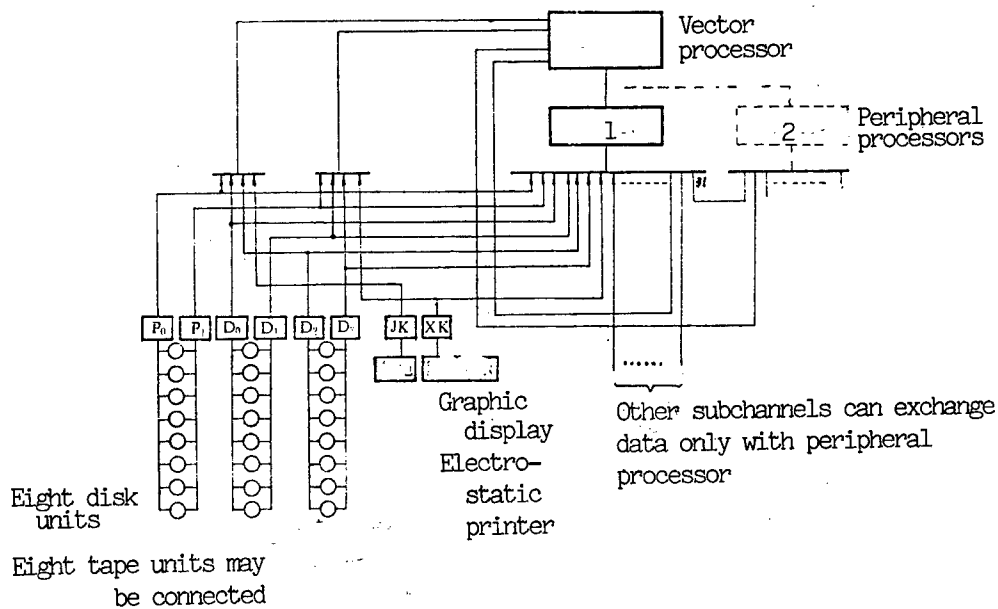 Vector
processor
1
2
Peripheral
processors
P0 P1 D0 D1 D2 JK XK
Graphic
display
Electro-
static
printer
Other subchannels can exchange
data only with peripheral
processor
Eight disk
units
Eight tape units may
be connected